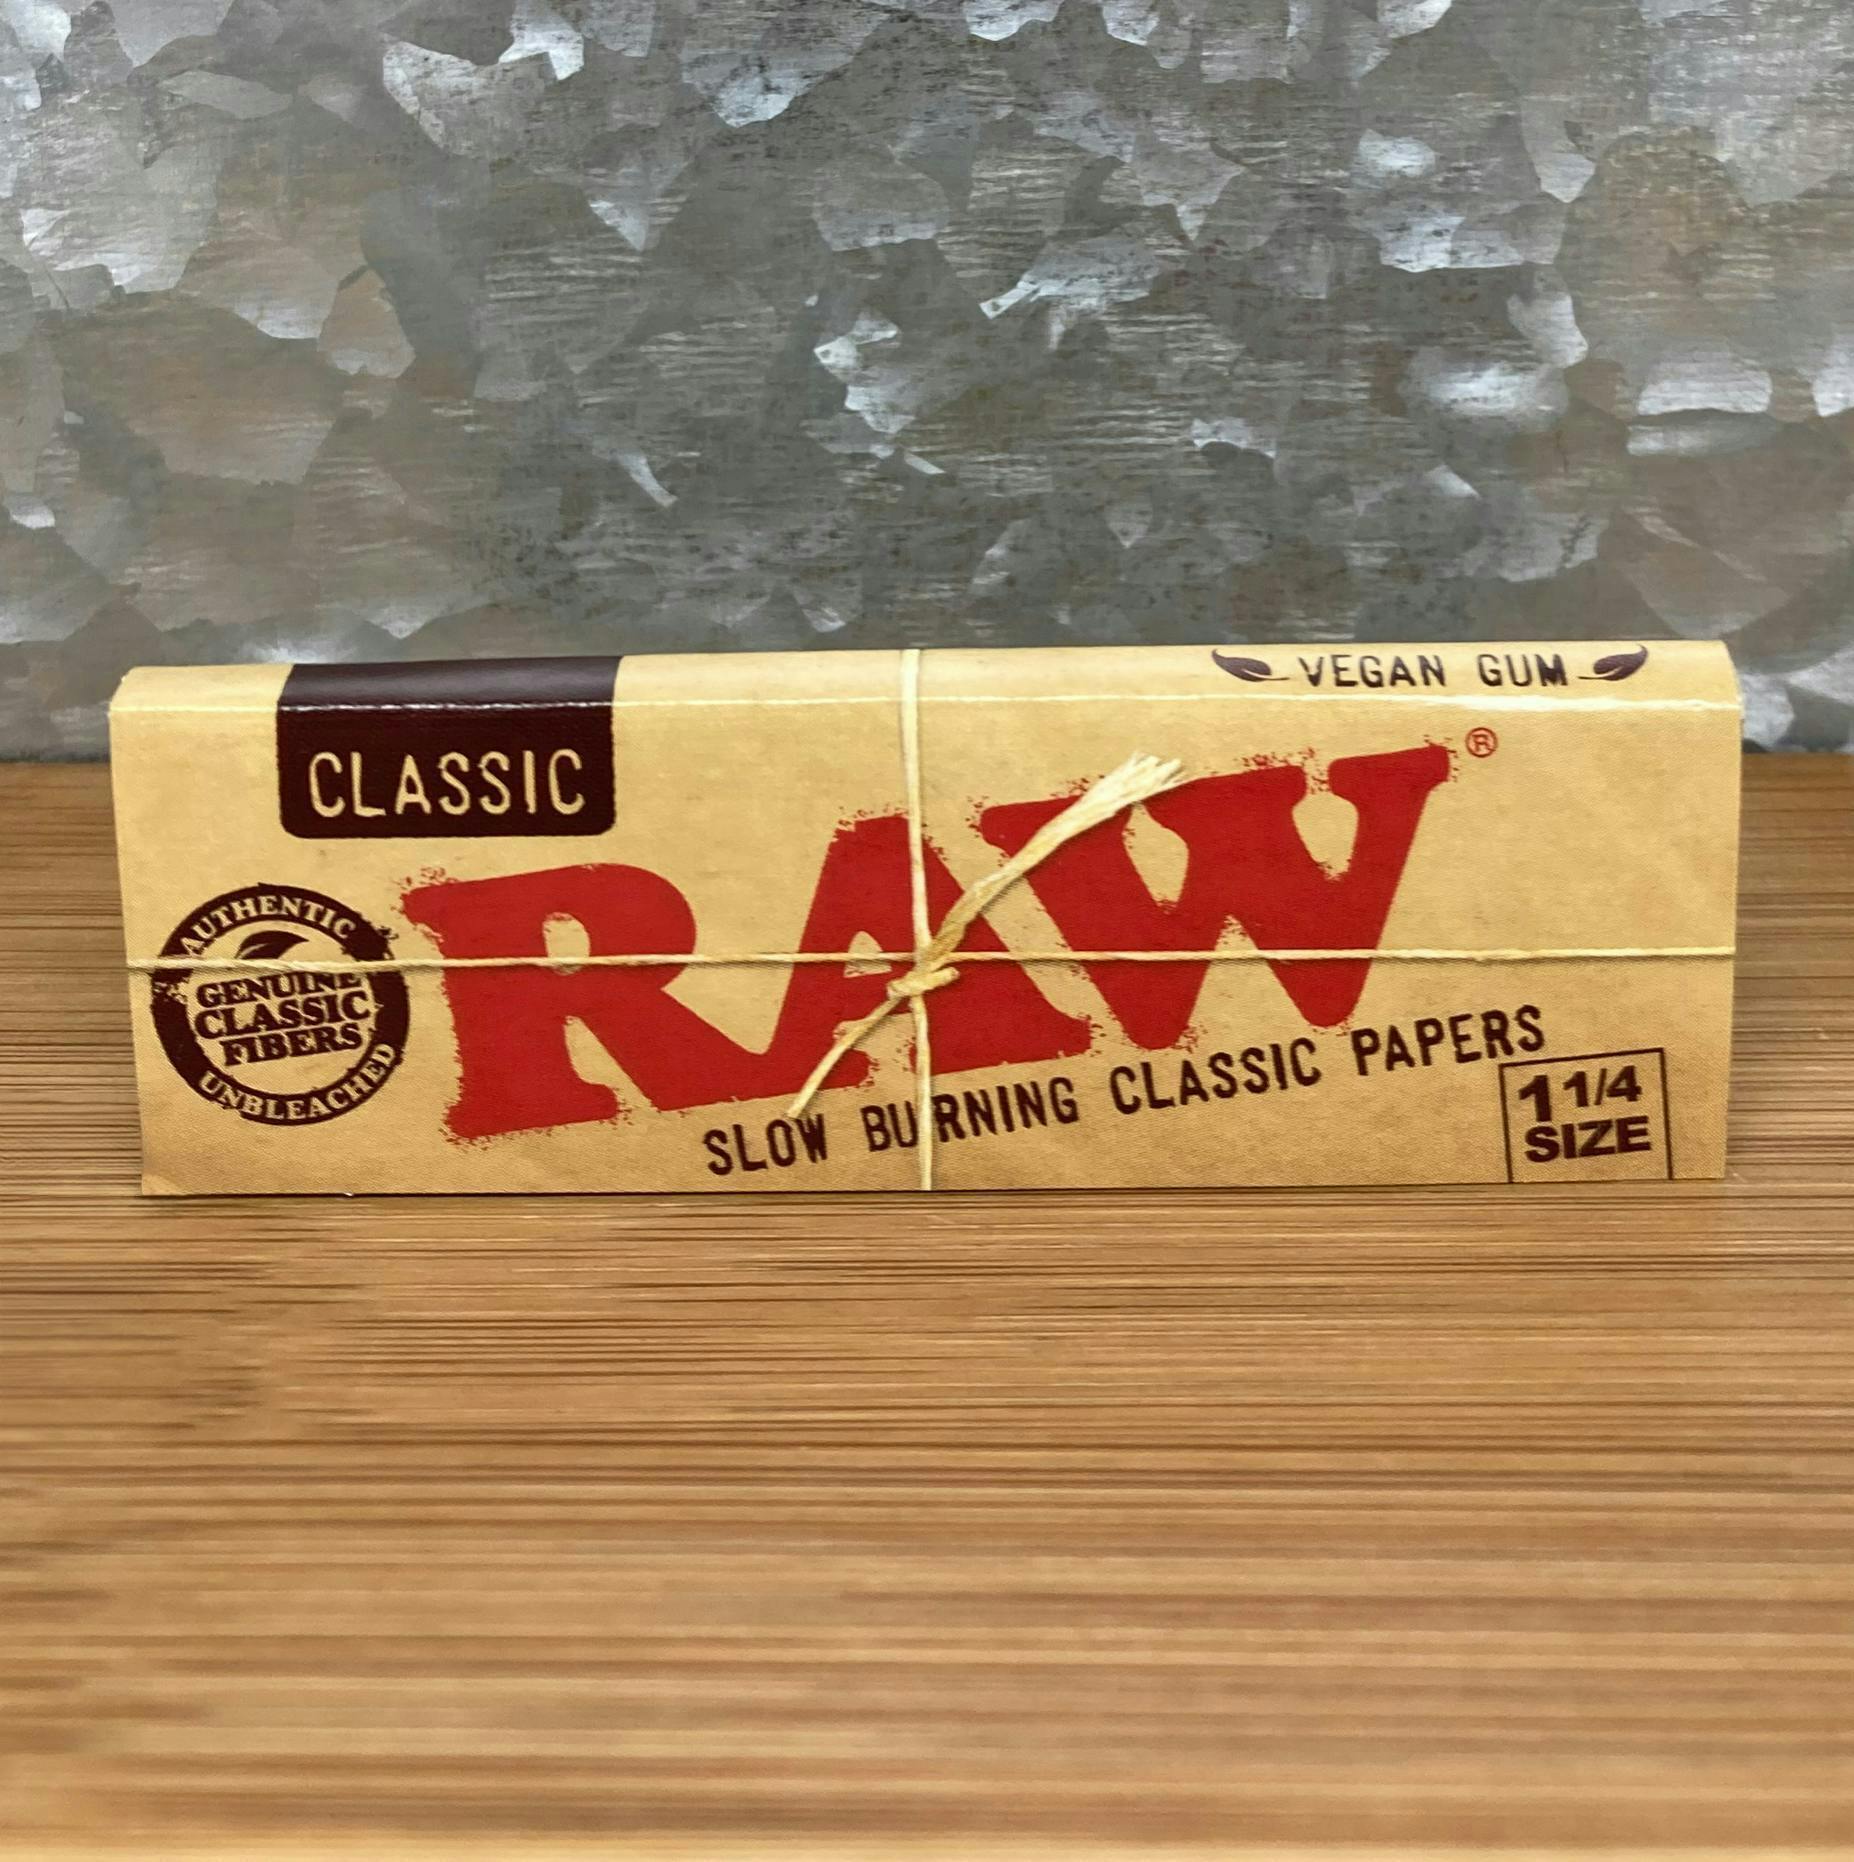 VEGAN GUM
CLASSIC
RAW®
AUTHENTIC
GENUINE
CLASSIC
FIBERS
UNBLEACHED
SLOW BURNING CLASSIC PAPERS
1 1/4
SIZE